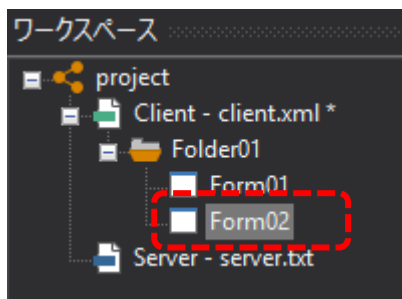 ワークスペース
project
Client - client.xml *
Folder01
Form01
Form02
Server - server.txt